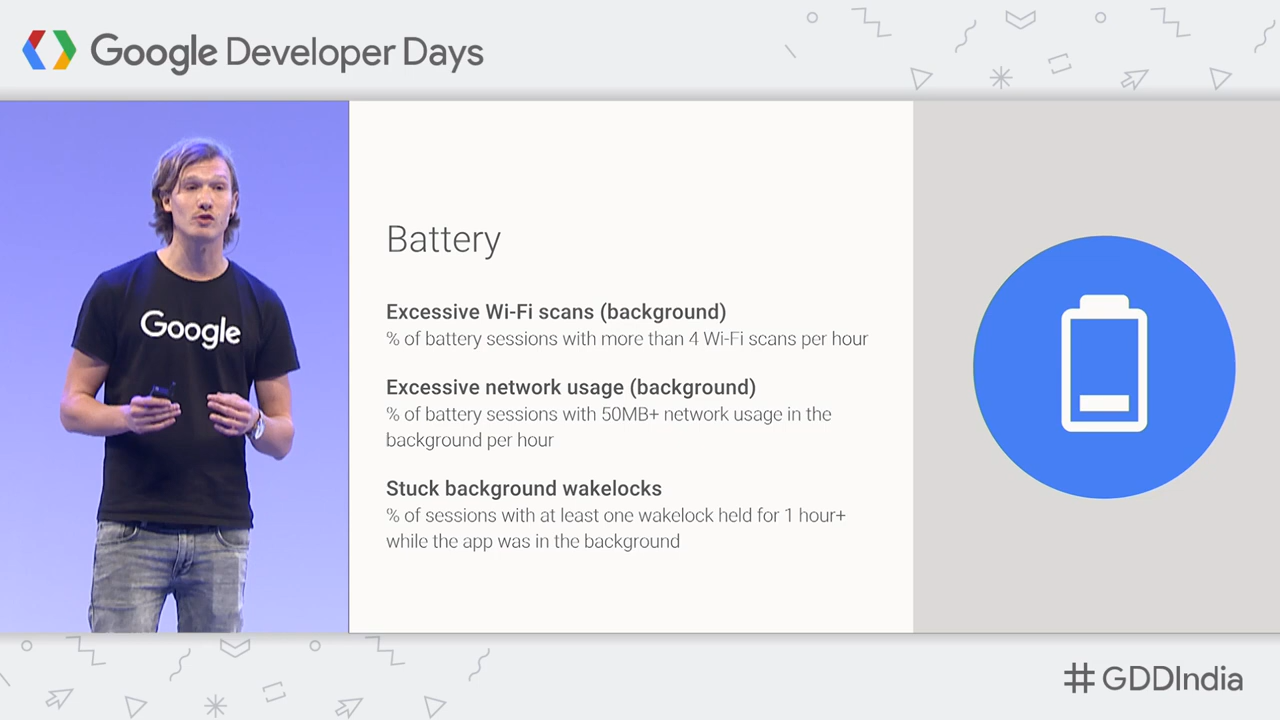 Google Developer Days
Google
Battery
Excessive Wi-Fi scans (background)
% of battery sessions with more than 4 Wi-Fi scans per hour
Excessive network usage (background)
% of battery sessions with 50MB+ network usage in the
background per hour
Stuck background wakelocks
% of sessions with at least one wakelock held for 1 hour+
while the app was in the background
#GDDIndia